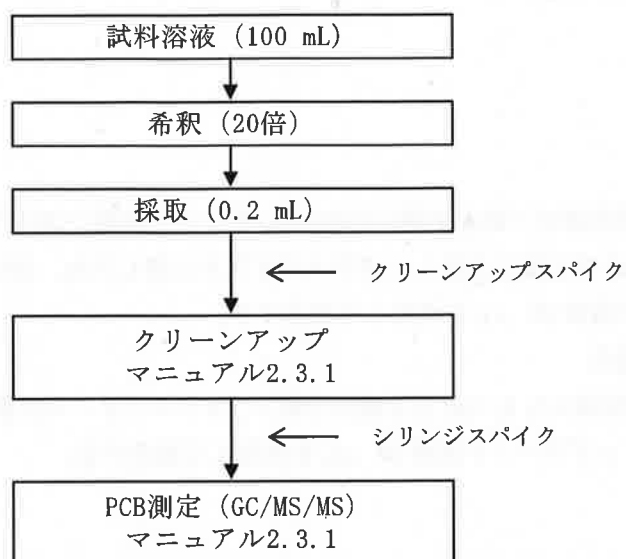 試料溶液 (100 mL)
希釈 (20倍)
採取 (0.2 mL)
クリーンアップスパイク
クリーンアップ
マニュアル2.3.1
シリンジスパイク
PCB測定 (GC/MS/MS)
マニュアル2.3.1